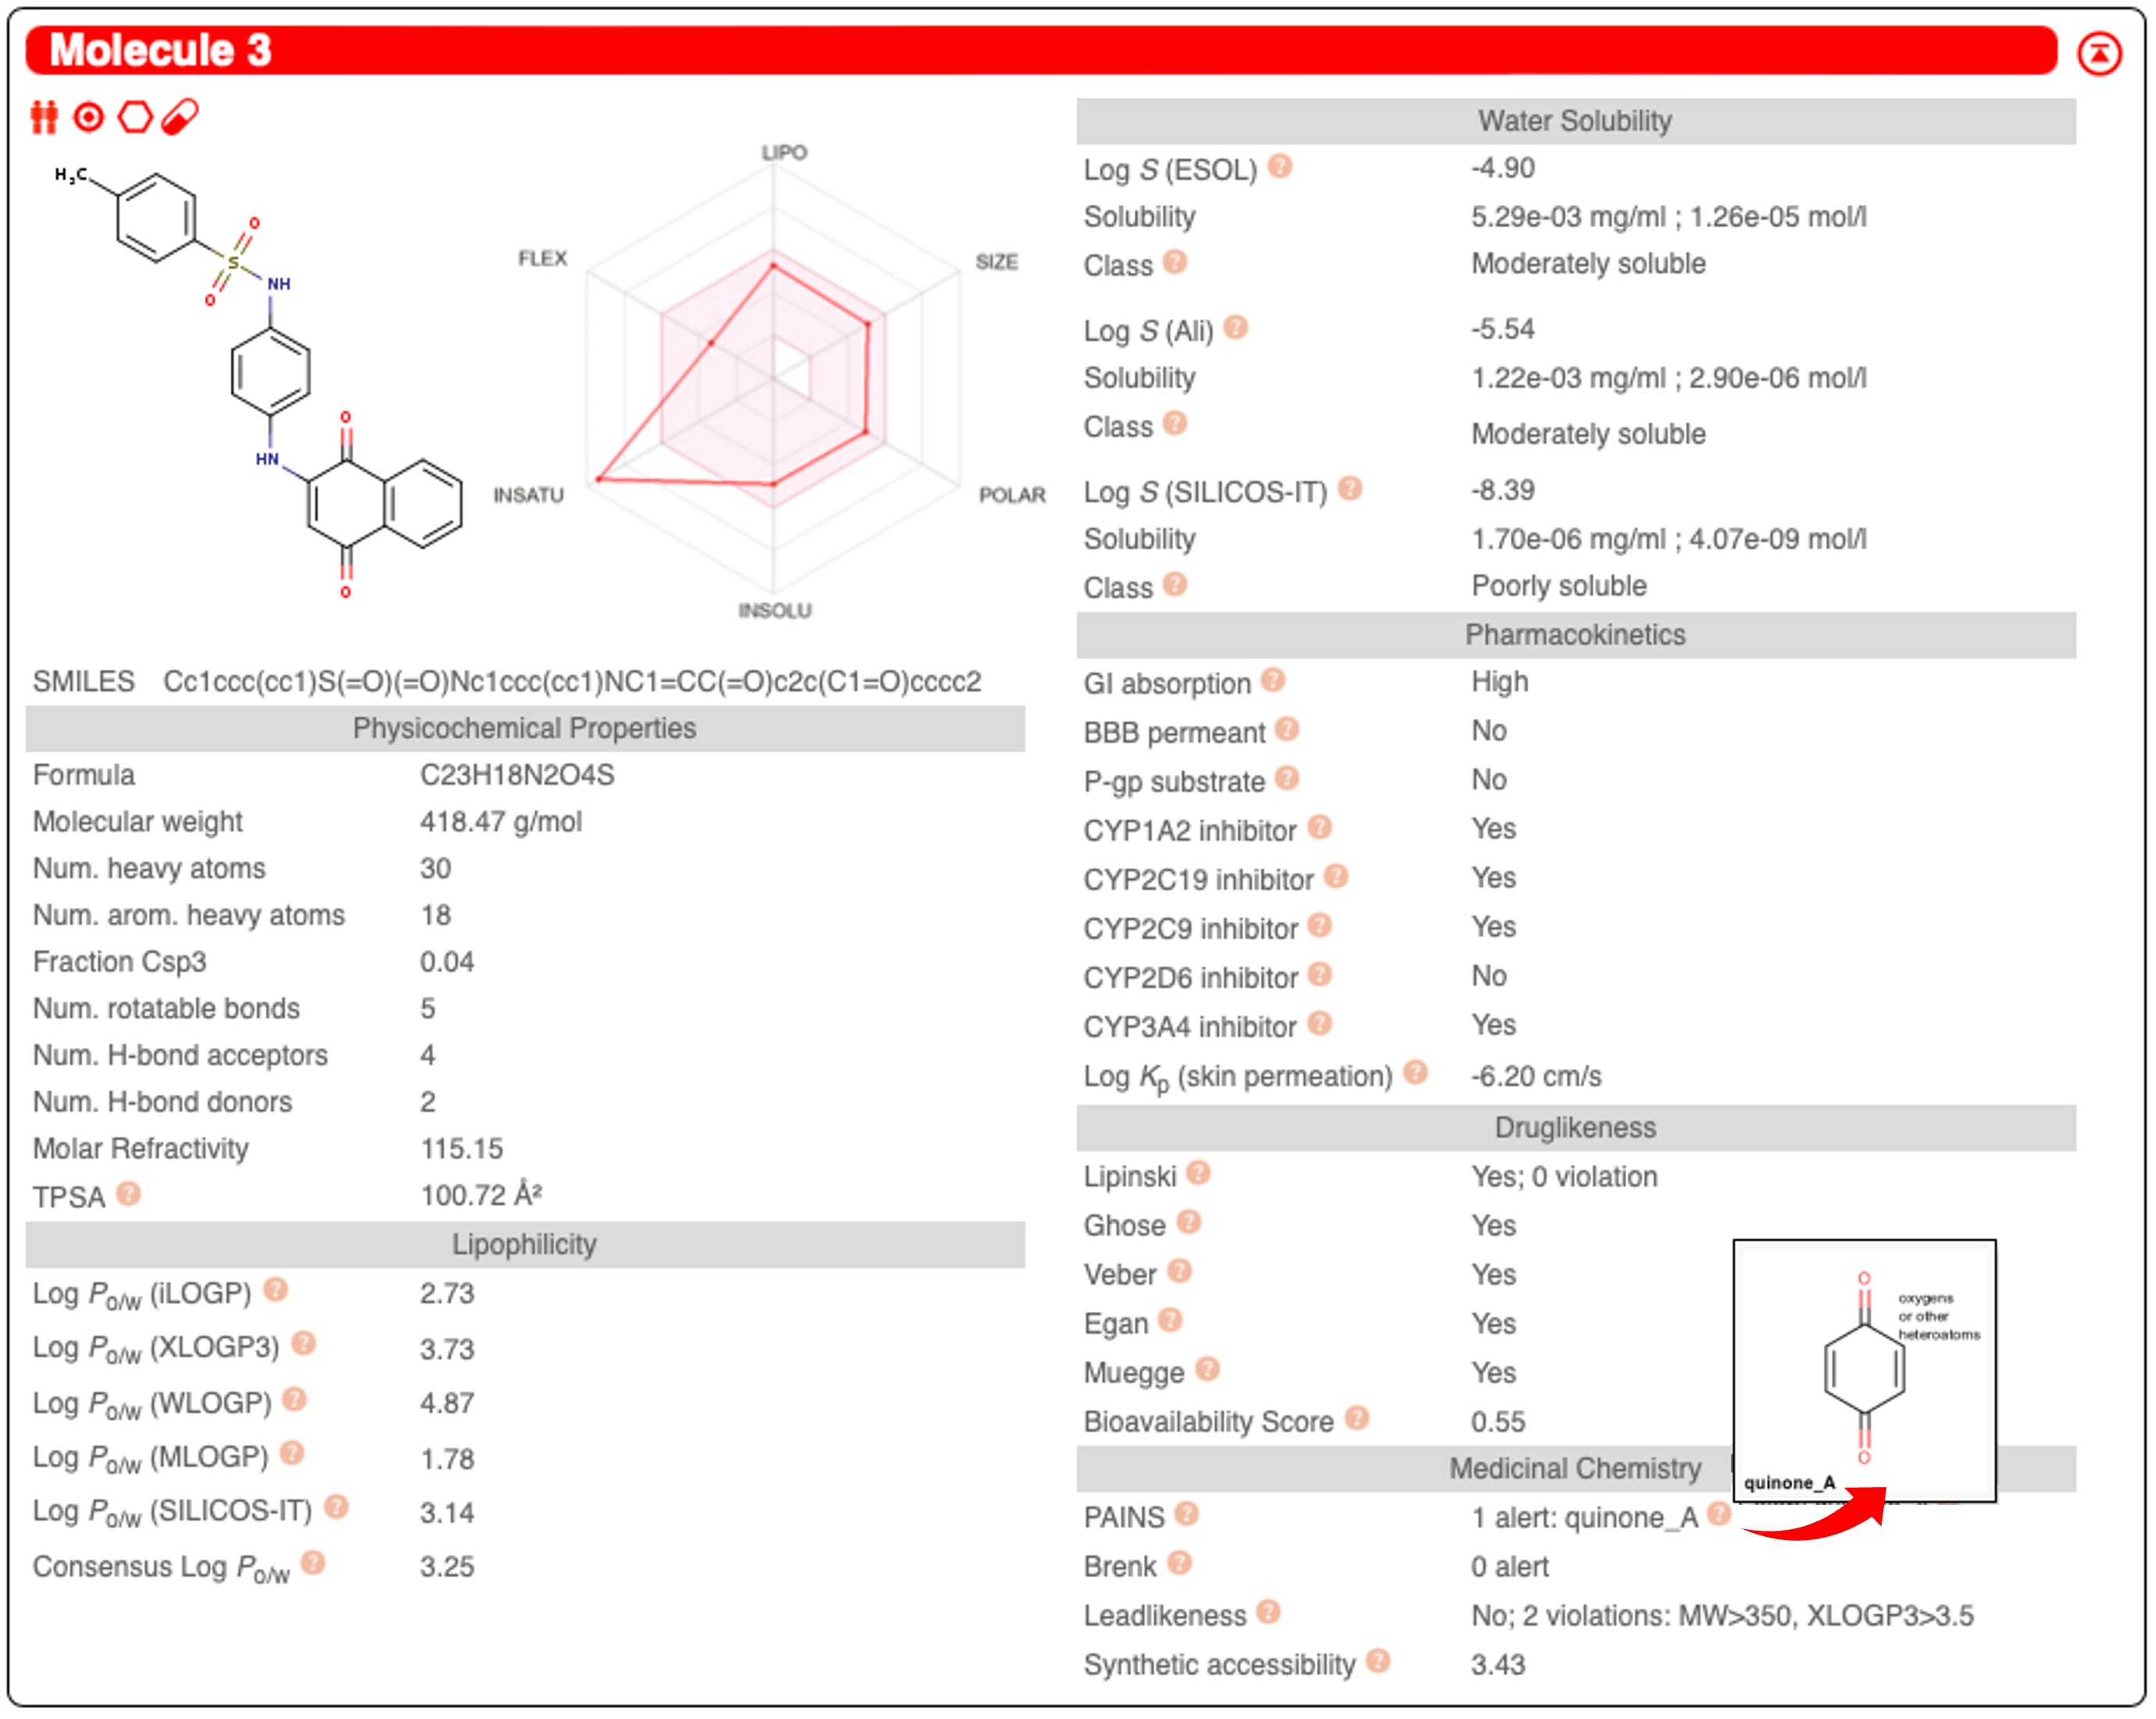 Molecule 3
H3C
O
S
O
NH
HN
O
O
LIPO
FLEX
SIZE
INSATU
POLAR
INSOLU
SMILES Cc1ccc(cc1)S(=O)(=O)Nc1ccc(cc1)NC1=CC(=O)c2c(C1=O)cccc2
Physicochemical Properties
Formula C23H18N2O4S
Molecular weight 418.47 g/mol
Num. heavy atoms 30
Num. arom. heavy atoms 18
Fraction Csp3 0.04
Num. rotatable bonds 5
Num. H-bond acceptors 4
Num. H-bond donors 2
Molar Refractivity 115.15
TPSA ? 100.72 Å²
Lipophilicity
Log Po/w (iLOGP) ? 2.73
Log Po/w (XLOGP3) ? 3.73
Log Po/w (WLOGP) ? 4.87
Log Po/w (MLOGP) ? 1.78
Log Po/w (SILICOS-IT) ? 3.14
Consensus Log Po/w ? 3.25
Water Solubility
Log S (ESOL) ? -4.90
Solubility 5.29e-03 mg/ml ; 1.26e-05 mol/l
Class ? Moderately soluble
Log S (Ali) ? -5.54
Solubility 1.22e-03 mg/ml ; 2.90e-06 mol/l
Class ? Moderately soluble
Log S (SILICOS-IT) ? -8.39
Solubility 1.70e-06 mg/ml ; 4.07e-09 mol/l
Class ? Poorly soluble
Pharmacokinetics
GI absorption ? High
BBB permeant ? No
P-gp substrate ? No
CYP1A2 inhibitor ? Yes
CYP2C19 inhibitor ? Yes
CYP2C9 inhibitor ? Yes
CYP2D6 inhibitor ? No
CYP3A4 inhibitor ? Yes
Log Kp (skin permeation) ? -6.20 cm/s
Druglikeness
Lipinski ? Yes; 0 violation
Ghose ? Yes
Veber ? Yes
Egan ? Yes
Muegge ? Yes
Bioavailability Score ? 0.55
Medicinal Chemistry
PAINS ? 1 alert: quinone_A ?
Brenk ? 0 alert
Leadlikeness ? No; 2 violations: MW>350, XLOGP3>3.5
Synthetic accessibility ? 3.43
O
oxygens
or other
heteroatoms
O
quinone_A